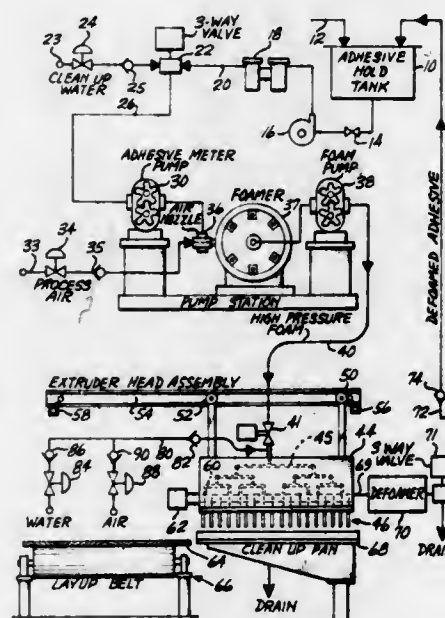 24
3-WAY
VALVE
18
12
10
23
22
ADHESIVE
HOLD
TANK
CLEAN UP
WATER
25
20
26
16
14
ADHESIVE METER
PUMP
30
FOAM
PUMP
38
FOAMER
37
AIR
NOZZLE
36
34
33
35
PROCESS
AIR
PUMP STATION
HIGH PRESSURE
FOAM
40
DEFOAMED ADHESIVE
EXTRUDER HEAD ASSEMBLY
50
58
54
52
56
74
72
41
45
44
3 WAY
VALVE
71
86
90
80
82
60
69
84
88
62
DEFOAMER
70
46
WATER
AIR
64
CLEAN UP PAN
68
DRAIN
LAYUP BELT
66
DRAIN